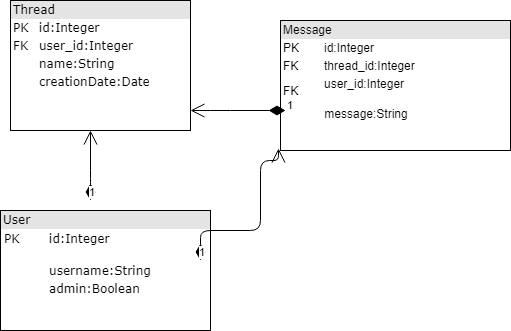 Thread
PK id:Integer
FK user_id:Integer
name:String
creationDate:Date
Message
PK id:Integer
FK thread_id:Integer
FK user_id:Integer
message:String
1
1
User
PK id:Integer
1
username:String
admin:Boolean